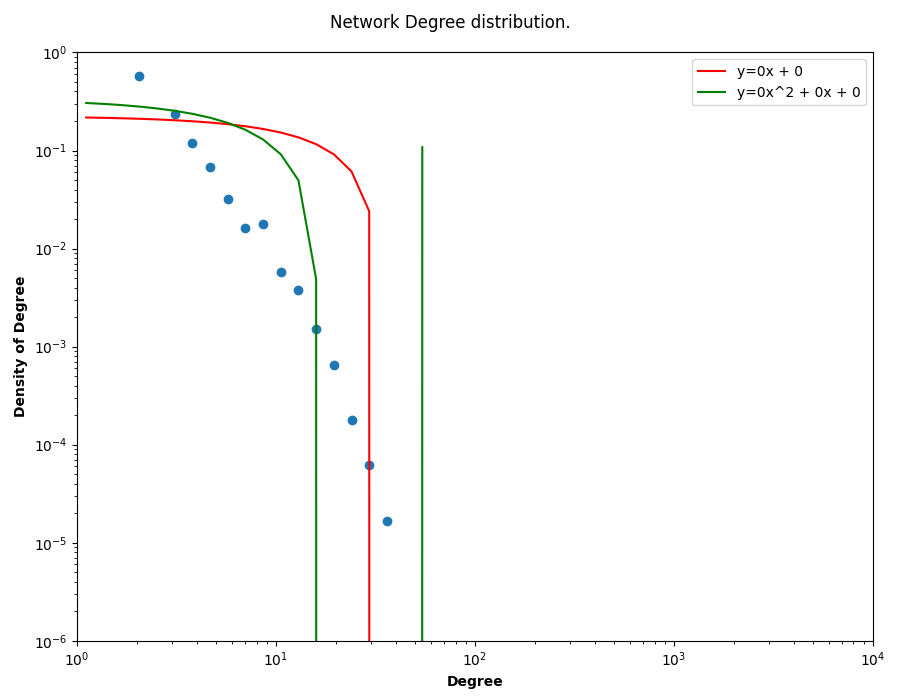 Network Degree distribution.
10^0
10^-1
10^-2
10^-3
10^-4
10^-5
10^-6
Density of Degree
y=0x + 0
y=0x^2 + 0x + 0
10^0 10^1 10^2 10^3 10^4
Degree